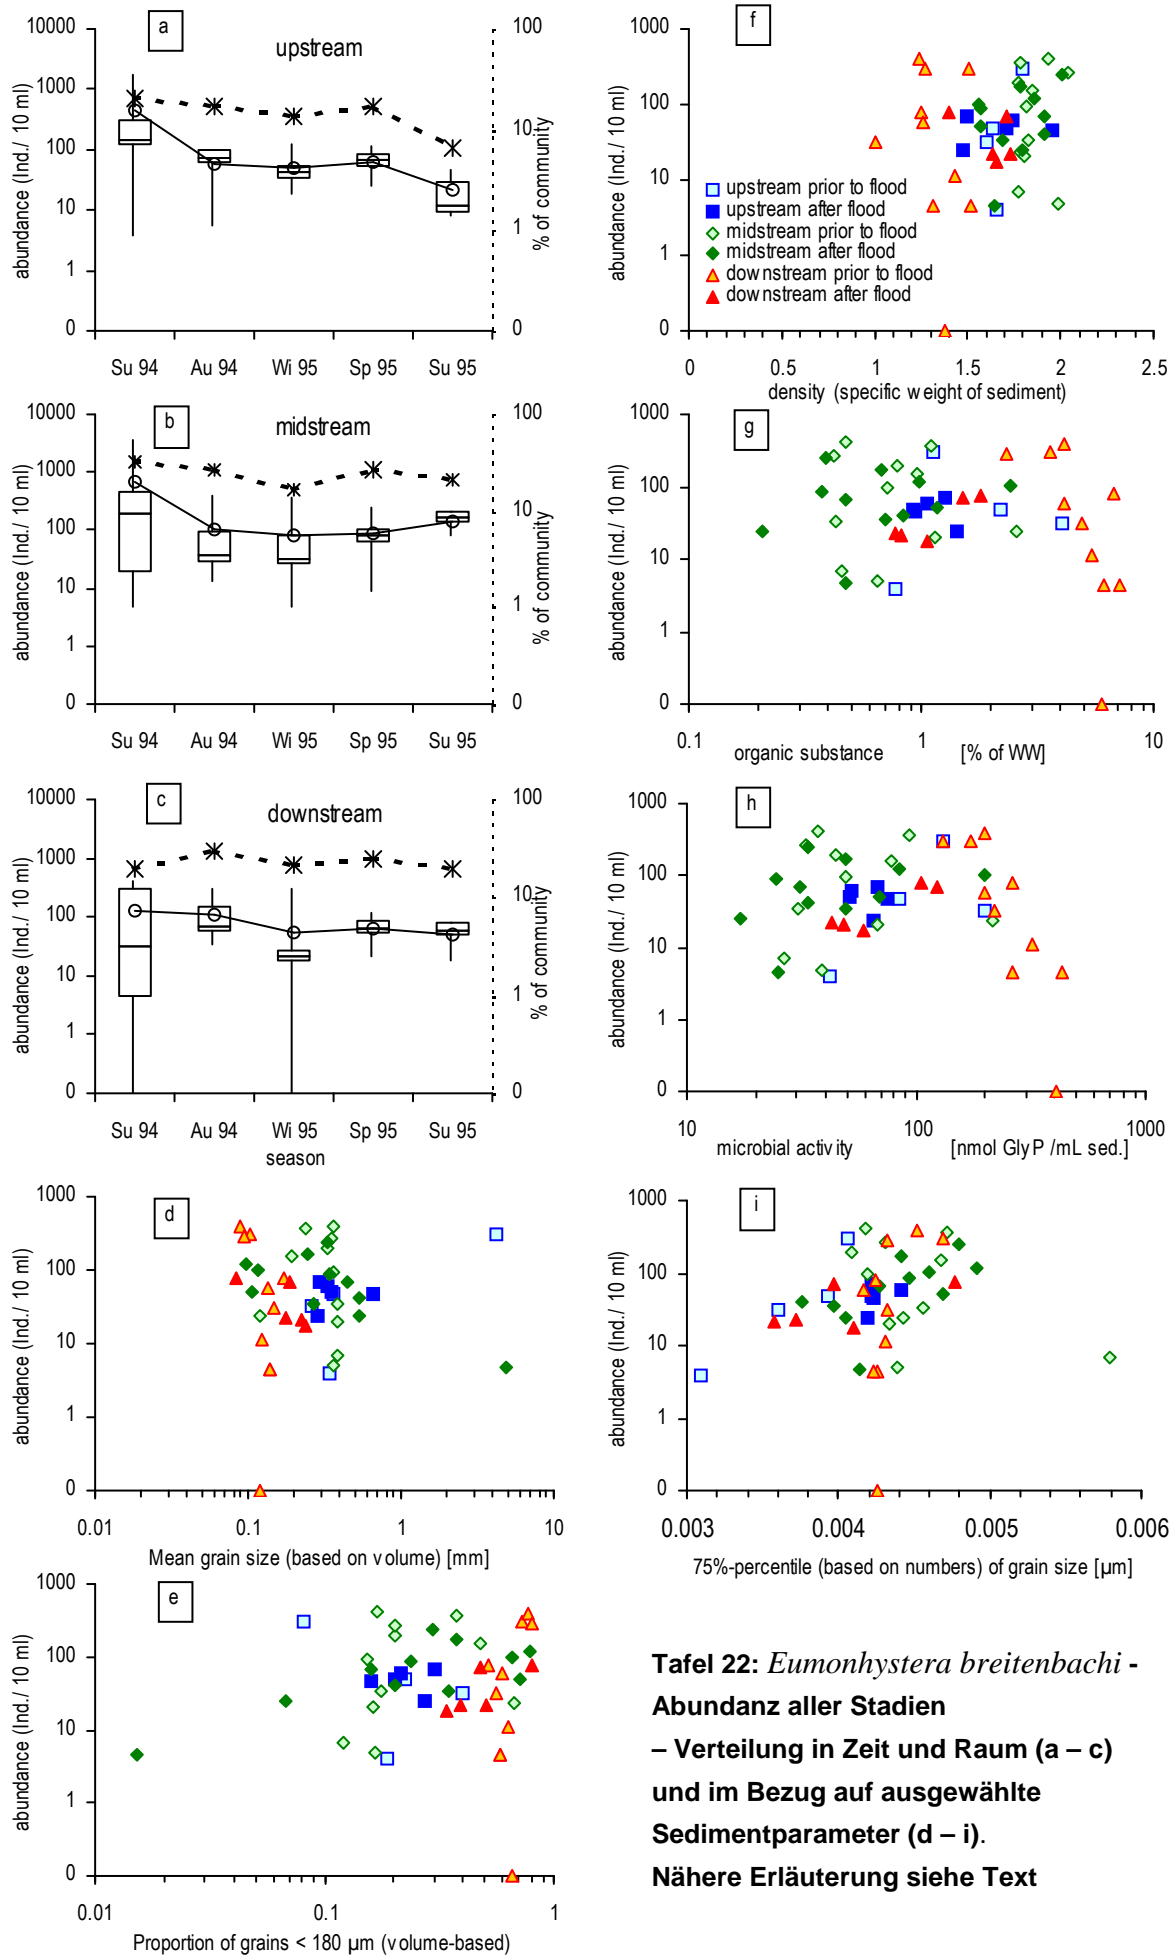 a
upstream
10000
1000
100
10
1
0
abundance (Ind./ 10 ml)
100
10
1
0
% of community
Su 94 Au 94 Wi 95 Sp 95 Su 95
b
midstream
10000
1000
100
10
1
0
abundance (Ind./ 10 ml)
100
10
1
0
% of community
Su 94 Au 94 Wi 95 Sp 95 Su 95
c
downstream
10000
1000
100
10
1
0
abundance (Ind./ 10 ml)
100
10
1
0
% of community
Su 94 Au 94 Wi 95 Sp 95 Su 95
season
d
1000
100
10
1
0
abundance (Ind./ 10 ml)
0.01 0.1 1 10
Mean grain size (based on volume) [mm]
e
1000
100
10
1
0
abundance (Ind./ 10 ml)
0.01 0.1 1
Proportion of grains < 180 µm (volume-based)
f
1000
100
10
1
0
abundance (Ind./ 10 ml)
upstream prior to flood
upstream after flood
midstream prior to flood
midstream after flood
downstream prior to flood
downstream after flood
0 0.5 1 1.5 2 2.5
density (specific weight of sediment)
g
1000
100
10
1
0
abundance (Ind./ 10 ml)
0.1 1 10
organic substance [% of WW]
h
1000
100
10
1
0
abundance (Ind./ 10 ml)
10 100 1000
microbial activity [nmol GlyP /mL sed.]
i
1000
100
10
1
0
abundance (Ind./ 10 ml)
0.003 0.004 0.005 0.006
75%-percentile (based on numbers) of grain size [µm]
Tafel 22: Eumonhystera breitenbachi -
Abundanz aller Stadien
– Verteilung in Zeit und Raum (a – c)
und im Bezug auf ausgewählte
Sedimentparameter (d – i).
Nähere Erläuterung siehe Text